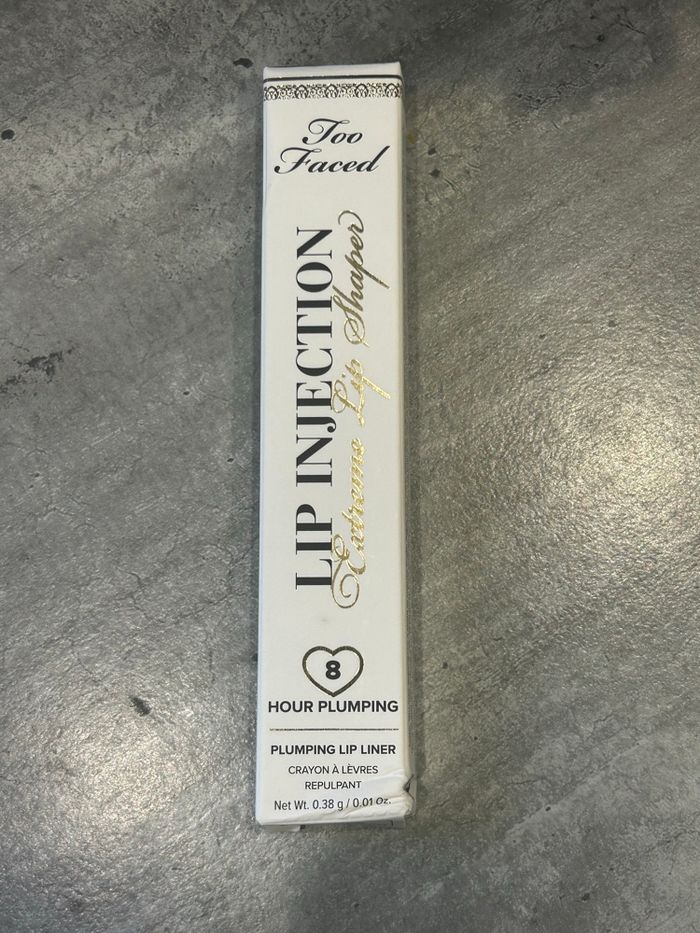 Too
Faced
LIP INJECTION
Extreme Lip Shaper
8
HOUR PLUMPING
PLUMPING LIP LINER
CRAYON À LÈVRES
REPULPANT
Net Wt. 0.38 g / 0.01 Oz.